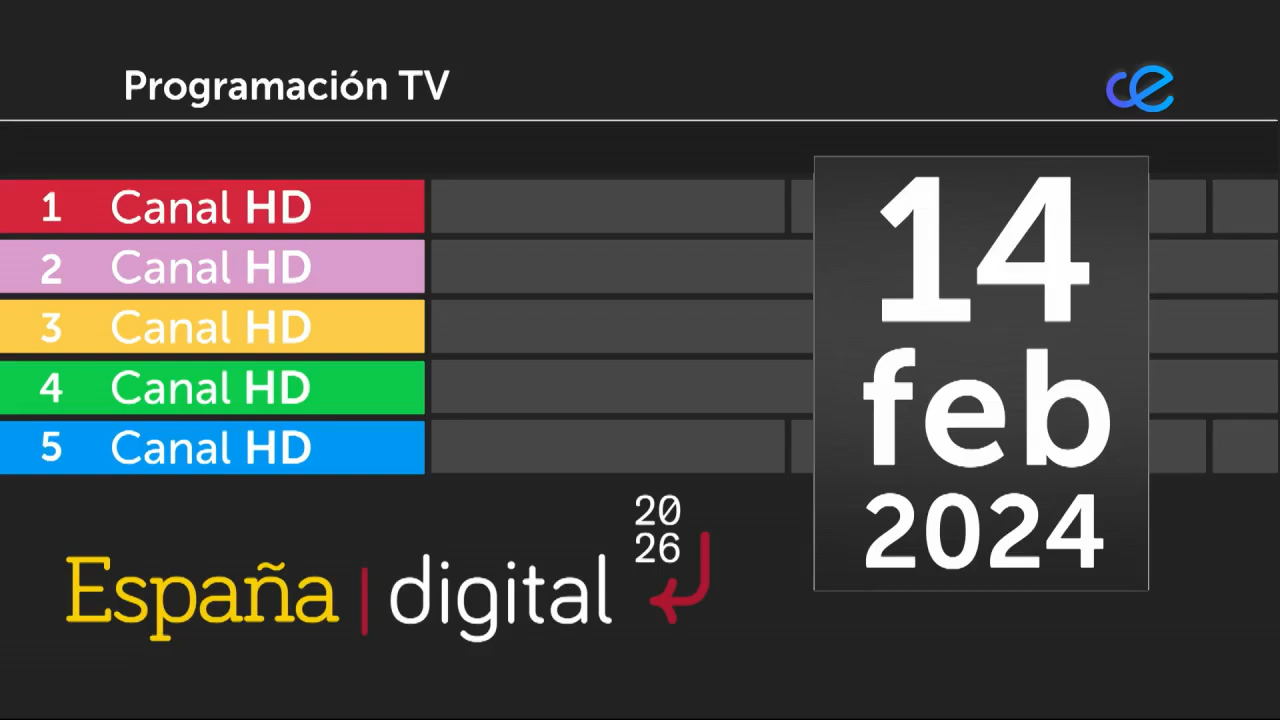 Programación TV
ce
1 Canal HD
2 Canal HD
3 Canal HD
4 Canal HD
5 Canal HD
14
feb
2024
España | digital
20
26